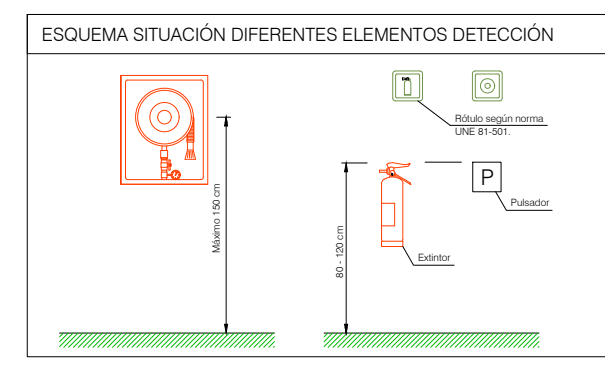 ESQUEMA SITUACIÓN DIFERENTES ELEMENTOS DETECCIÓN
Rótulo según norma
UNE 81-501.
P
Pulsador
Máximo 150 cm
80 - 120 cm
Extintor